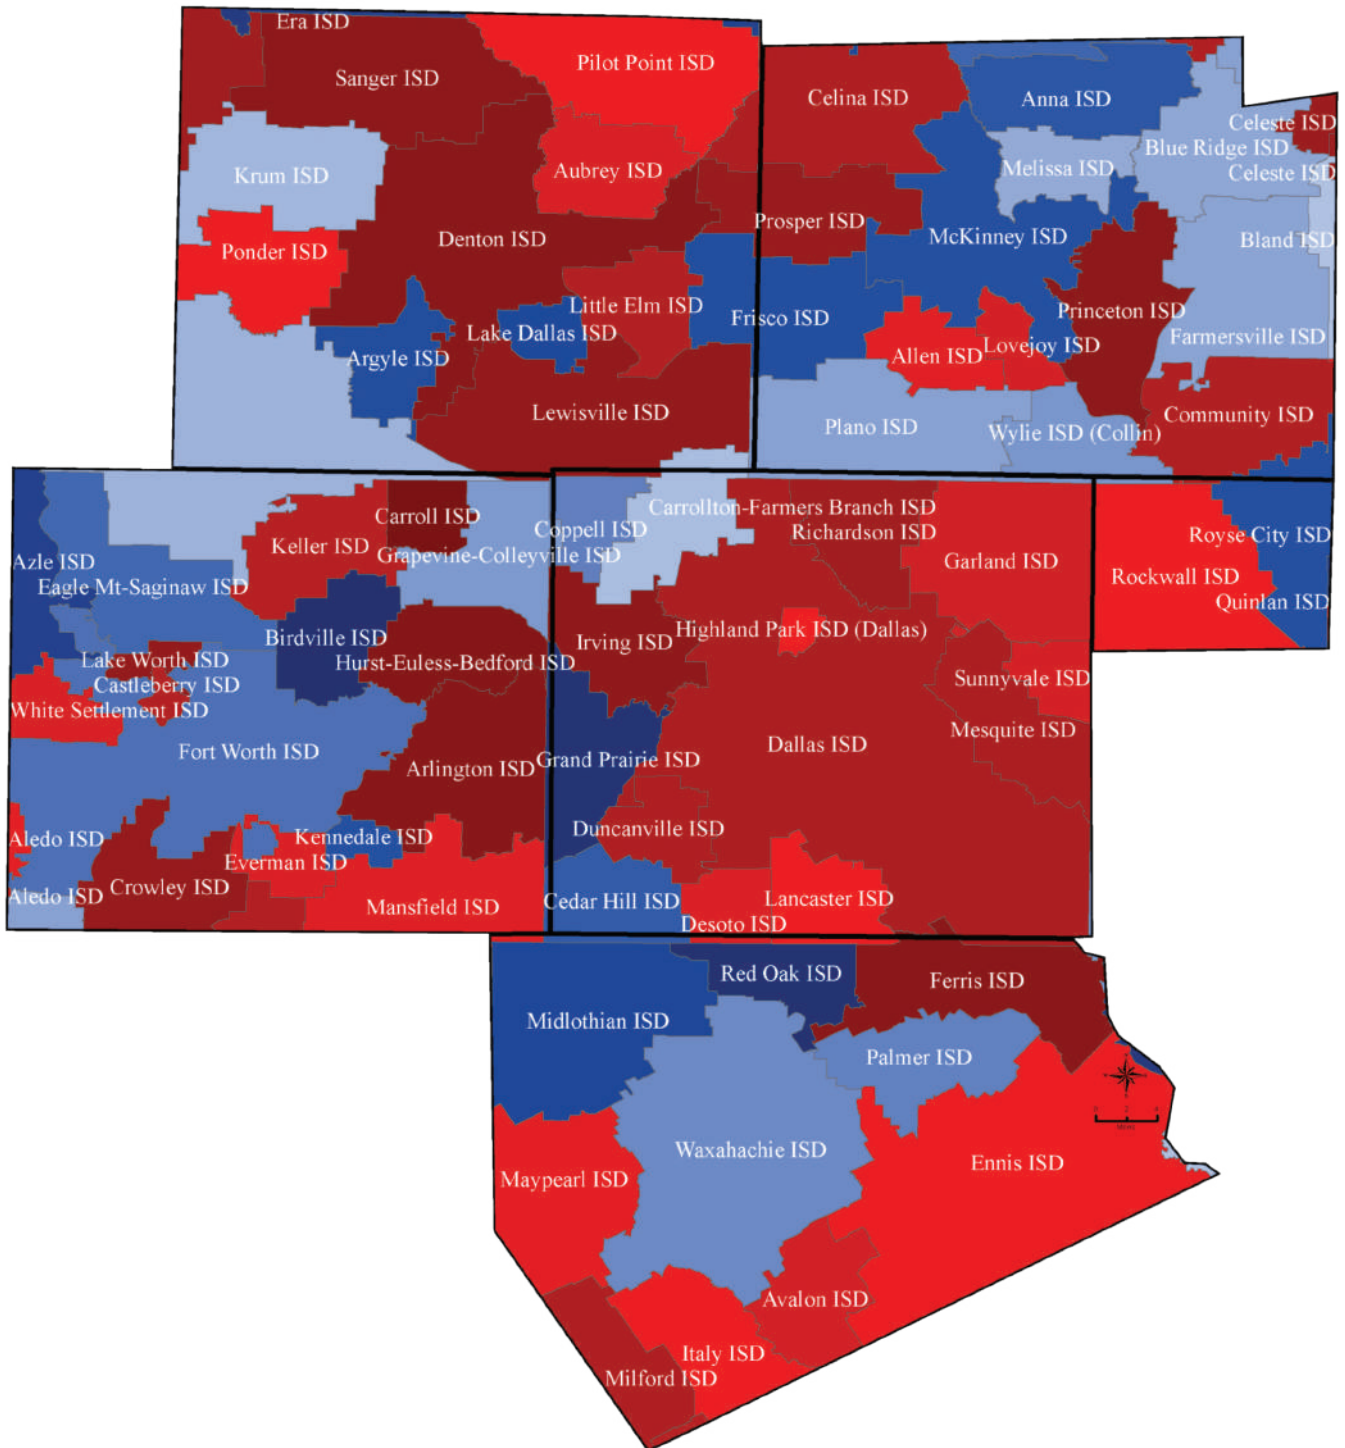 Era ISD
Sanger ISD
Pilot Point ISD
Krum ISD
Aubrey ISD
Ponder ISD
Denton ISD
Little Elm ISD
Lake Dallas ISD
Argyle ISD
Lewisville ISD
Celina ISD
Anna ISD
Celeste ISD
Blue Ridge ISD
Melissa ISD
Celeste ISD
Prosper ISD
McKinney ISD
Bland ISD
Frisco ISD
Princeton ISD
Farmersville ISD
Allen ISD
Lovejoy ISD
Plano ISD
Wylie ISD (Collin)
Community ISD
Azle ISD
Eagle Mt-Saginaw ISD
Keller ISD
Carroll ISD
Grapevine-Colleyville ISD
Birdville ISD
Hurst-Euless-Bedford ISD
Lake Worth ISD
Castleberry ISD
White Settlement ISD
Fort Worth ISD
Arlington ISD
Aledo ISD
Kennedale ISD
Everman ISD
Aledo ISD
Crowley ISD
Mansfield ISD
Coppell ISD
Carrollton-Farmers Branch ISD
Richardson ISD
Garland ISD
Irving ISD
Highland Park ISD (Dallas)
Sunnyvale ISD
Mesquite ISD
Dallas ISD
Grand Prairie ISD
Duncanville ISD
Cedar Hill ISD
Lancaster ISD
Desoto ISD
Royse City ISD
Rockwall ISD
Quinlan ISD
Red Oak ISD
Ferris ISD
Midlothian ISD
Palmer ISD
Waxahachie ISD
Maypearl ISD
Ennis ISD
Avalon ISD
Italy ISD
Milford ISD